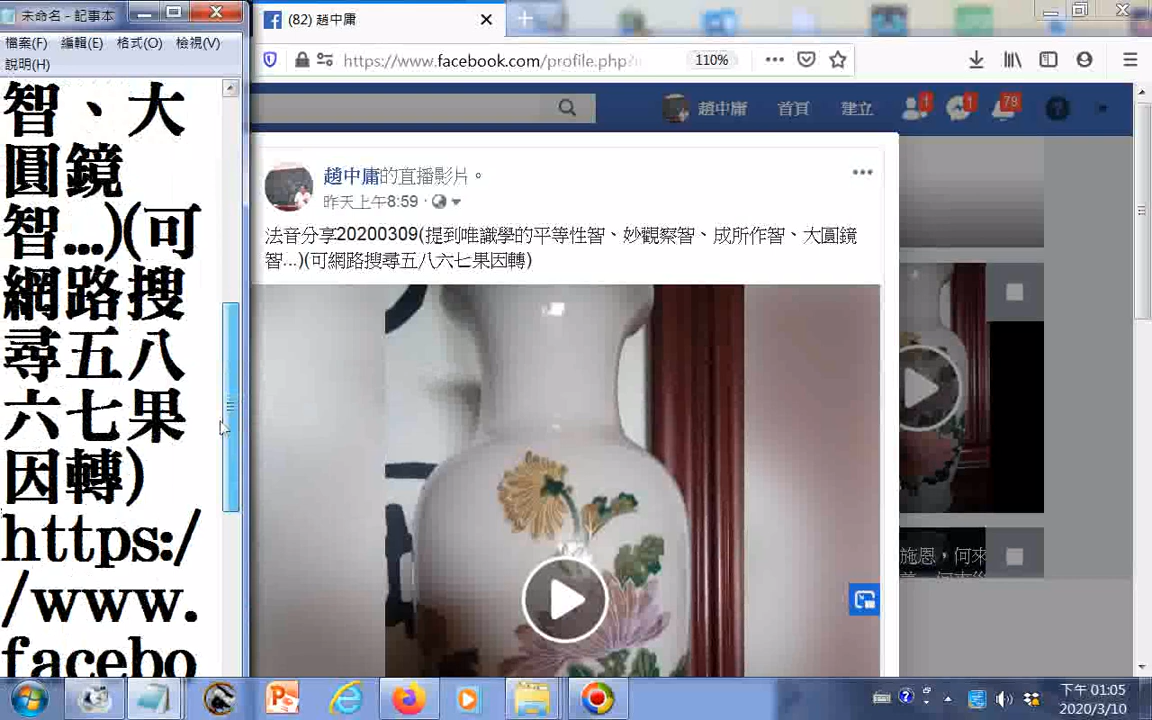 未命名 - 記事本
檔案(F) 編輯(E) 格式(O) 檢視(V)
說明(H)
智、大
圓鏡
智...)(可
網路搜
尋五八
六七果
因轉)
https:/
/www.
facebo
(82) 趙中庸
https://www.facebook.com/profile.php?
110%
趙中庸 首頁 建立 1 1 79
趙中庸的直播影片。
昨天上午8:59
法音分享20200309(提到唯識學的平等性智、妙觀察智、成所作智、大圓鏡
智...)(可網路搜尋五八六七果因轉)
施恩，何來
下午 01:05
2020/3/10